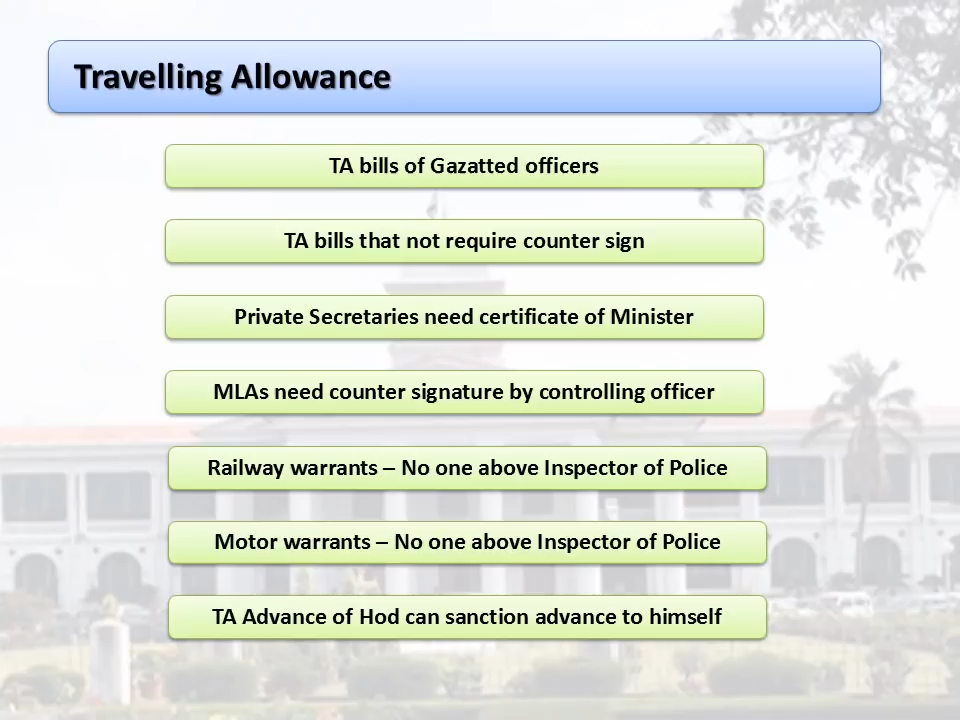 Travelling Allowance
TA bills of Gazatted officers
TA bills that not require counter sign
Private Secretaries need certificate of Minister
MLAs need counter signature by controlling officer
Railway warrants – No one above Inspector of Police
Motor warrants – No one above Inspector of Police
TA Advance of Hod can sanction advance to himself